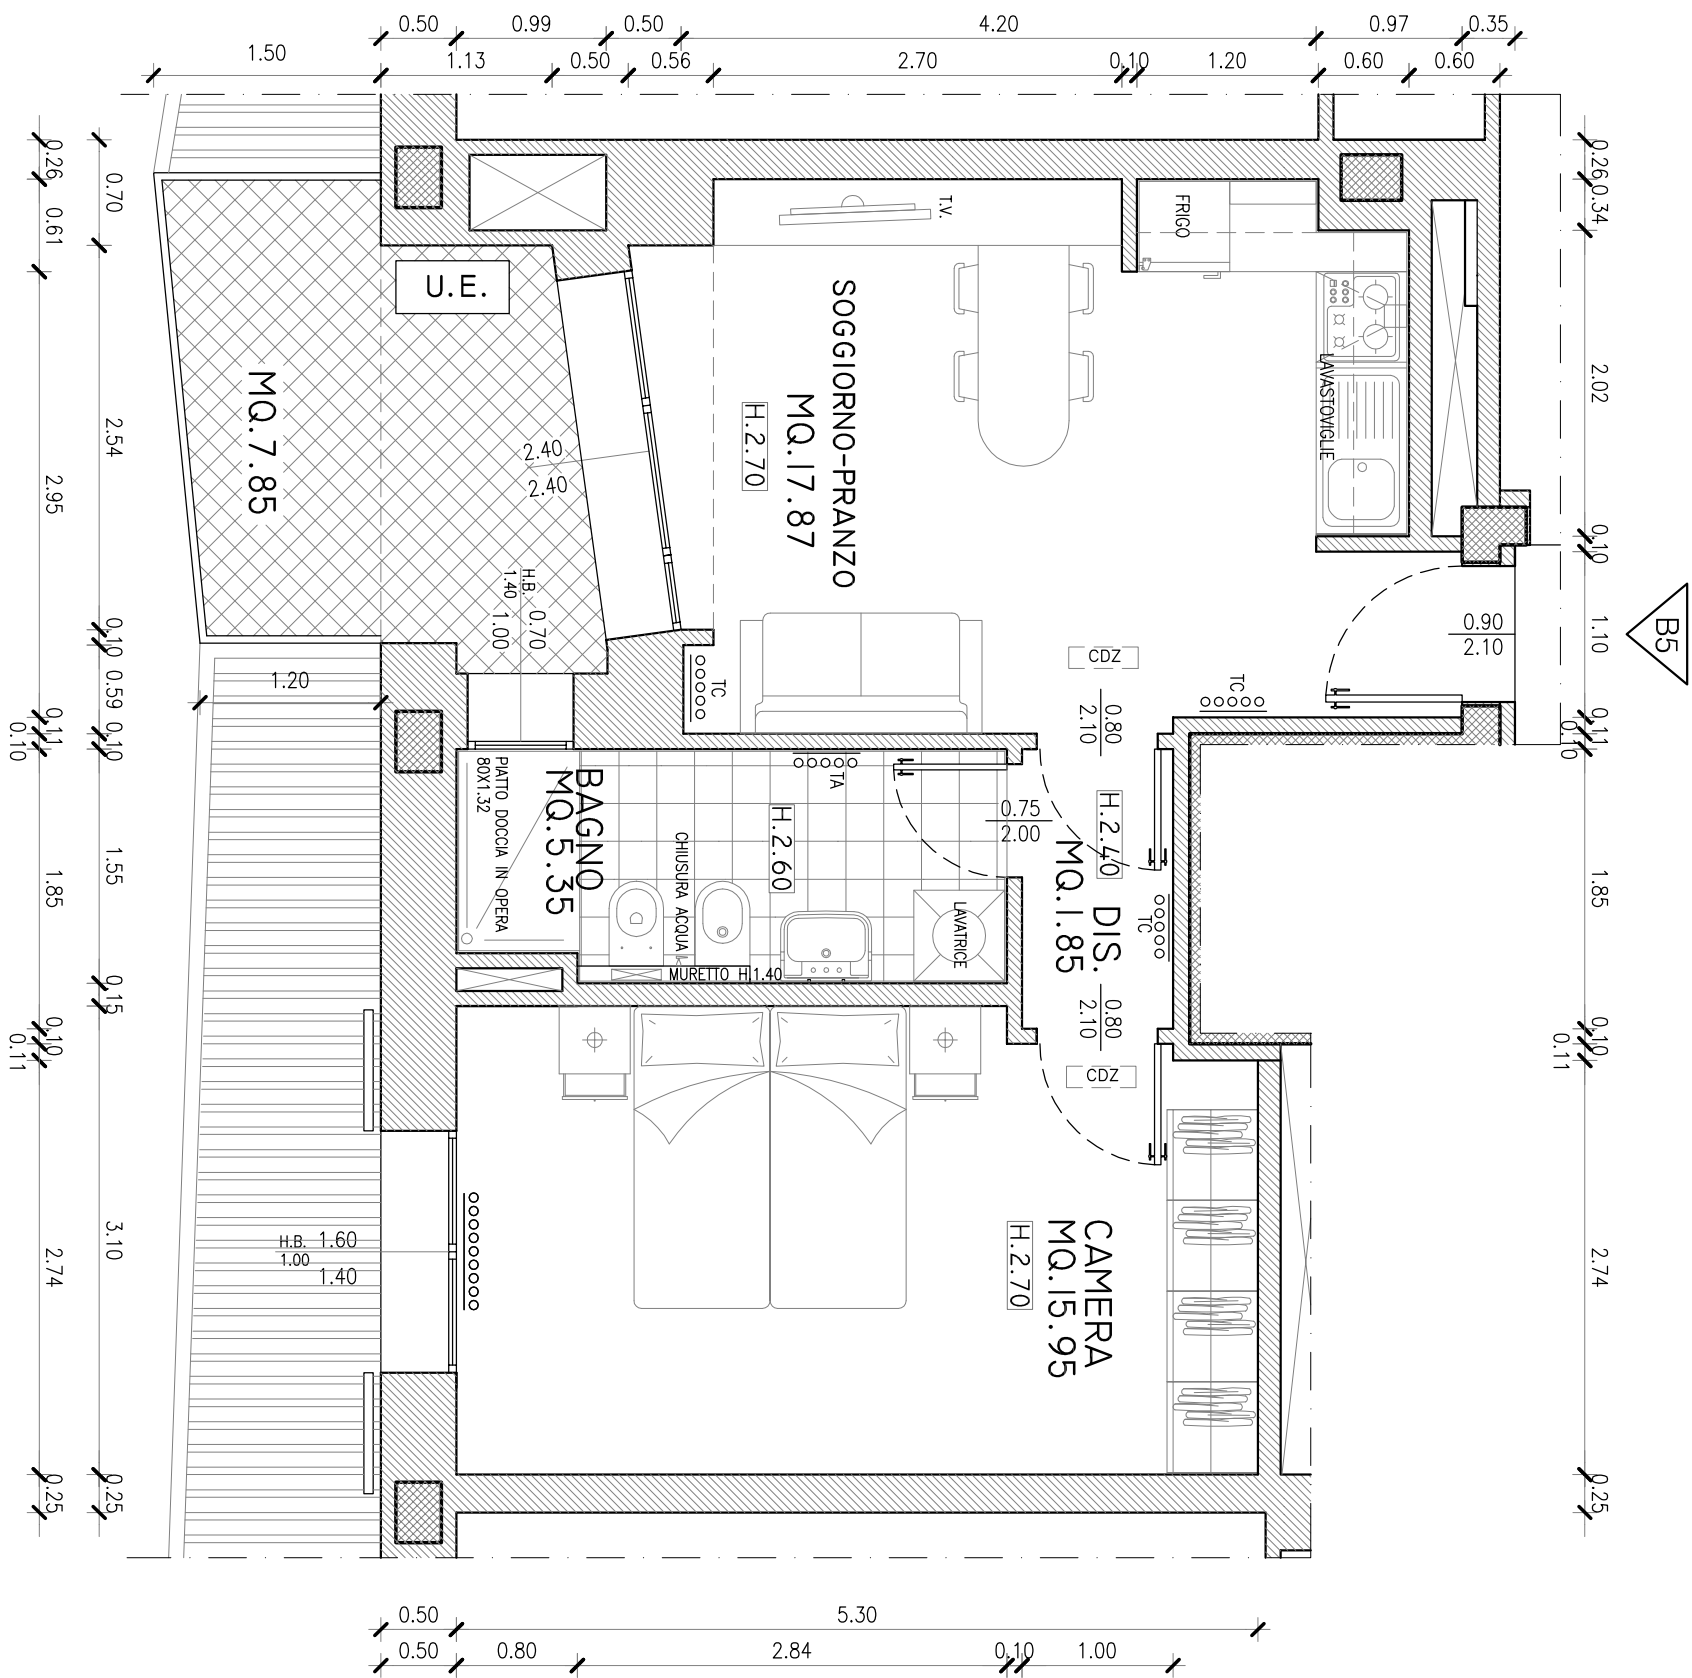 0.50
0.99
0.50
4.20
0.97
0.35
1.50
1.13
0.50
0.56
2.70
0.10
1.20
0.60
0.60
0.26
0.61
2.95
0.10
0.11
0.10
1.85
0.10
0.11
2.74
0.25
0.70
2.54
0.10
0.59
0.10
1.55
0.15
3.10
0.25
0.26
0.34
2.02
0.10
1.10
0.11
0.10
1.85
0.10
0.11
2.74
0.25
B5
U.E.
MQ.7.85
2.40
2.40
T.V.
SOGGIORNO-PRANZO
MQ.17.87
H.2.70
FRIGO
LAVASTOVIGLIE
0.90
2.10
H.B. 0.70
1.40 1.00
1.20
TC
CDZ
TC
0.80
2.10
PIATTO DOCCIA IN OPERA
80X1.32
BAGNO
MQ.5.35
TA
H.2.60
CHIUSURA ACQUA
MURETTO H 1.40
LAVATRICE
0.75
2.00
H.2.40
DIS.
MQ.1.85
TC
0.80
2.10
CDZ
CAMERA
MQ.15.95
H.2.70
H.B. 1.60
1.00 1.40
0.50
5.30
0.50
0.80
2.84
0.10
1.00